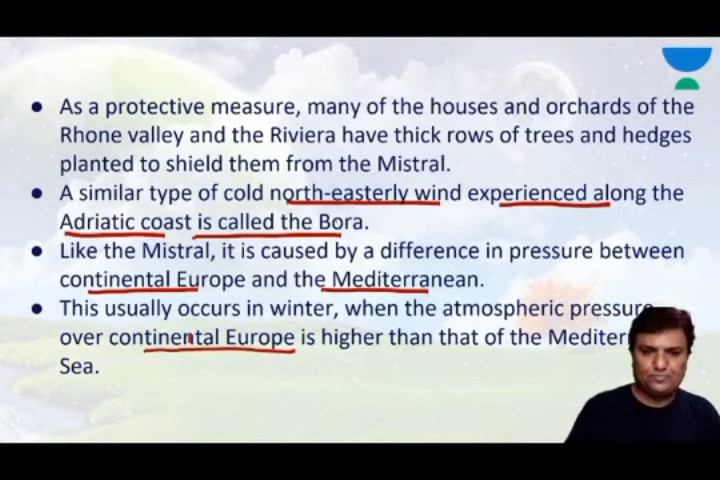 ● As a protective measure, many of the houses and orchards of the
Rhone valley and the Riviera have thick rows of trees and hedges
planted to shield them from the Mistral.
● A similar type of cold north-easterly wind experienced along the
Adriatic coast is called the Bora.
● Like the Mistral, it is caused by a difference in pressure between
continental Europe and the Mediterranean.
● This usually occurs in winter, when the atmospheric pressure
over continental Europe is higher than that of the
Sea.